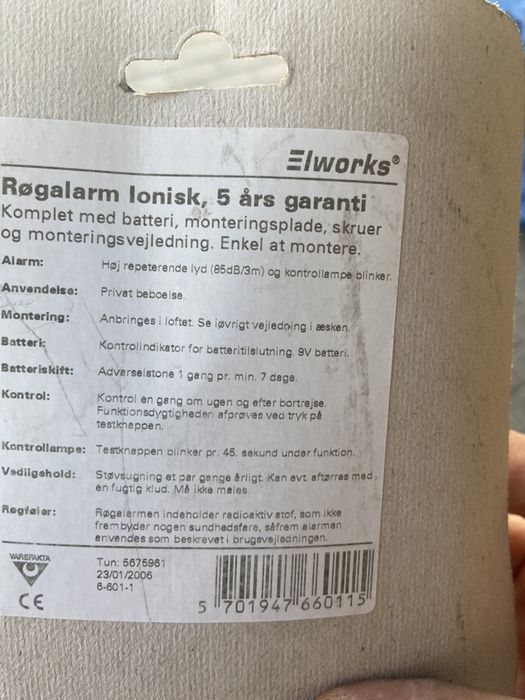 Elworks®
Røgalarm Ionisk, 5 års garanti
Komplet med batteri, monteringsplade, skruer
og monteringsvejledning. Enkel at montere.
Alarm: Høj repeterende lyd (85dB/3m) og kontrollampe blinker.
Anvendelse: Privat beboelse.
Montering: Anbringes i loftet. Se iøvrigt vejledning i æsken.
Batteri: Kontrolindikator for batteritilslutning. 9V batteri.
Batteriskift: Advarselstone 1 gang pr. min. 7 dage.
Kontrol: Kontrol en gang om ugen og efter bortrejse.
Funktionsdygtigheden afprøves ved tryk på
testknappen.
Kontrollampe: Testknappen blinker pr. 45. sekund under funktion.
Vedligehold: Støvsugning et par gange årligt. Kan evt. aftørres med
en fugtig klud. Må ikke males.
Røgføler: Røgalarmen indeholder radioaktiv stof, som ikke
frembyder nogen sundhedsfare, såfrem alarmen
anvendes som beskrevet i brugsvejledningen.
VAREFAKTA
Tun: 5675961
23/01/2006
6-601-1
CE
5 701947 660115